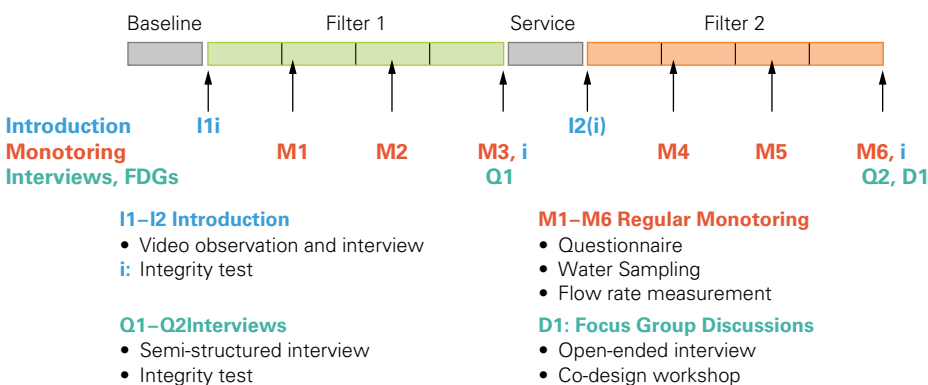 Baseline Filter 1 Service Filter 2
Introduction I1i I2(i)
Monotoring M1 M2 M3, i M4 M5 M6, i
Interviews, FDGs Q1 Q2, D1
I1–I2 Introduction
• Video observation and interview
i: Integrity test
M1–M6 Regular Monotoring
• Questionnaire
• Water Sampling
• Flow rate measurement
Q1–Q2Interviews
• Semi-structured interview
• Integrity test
D1: Focus Group Discussions
• Open-ended interview
• Co-design workshop